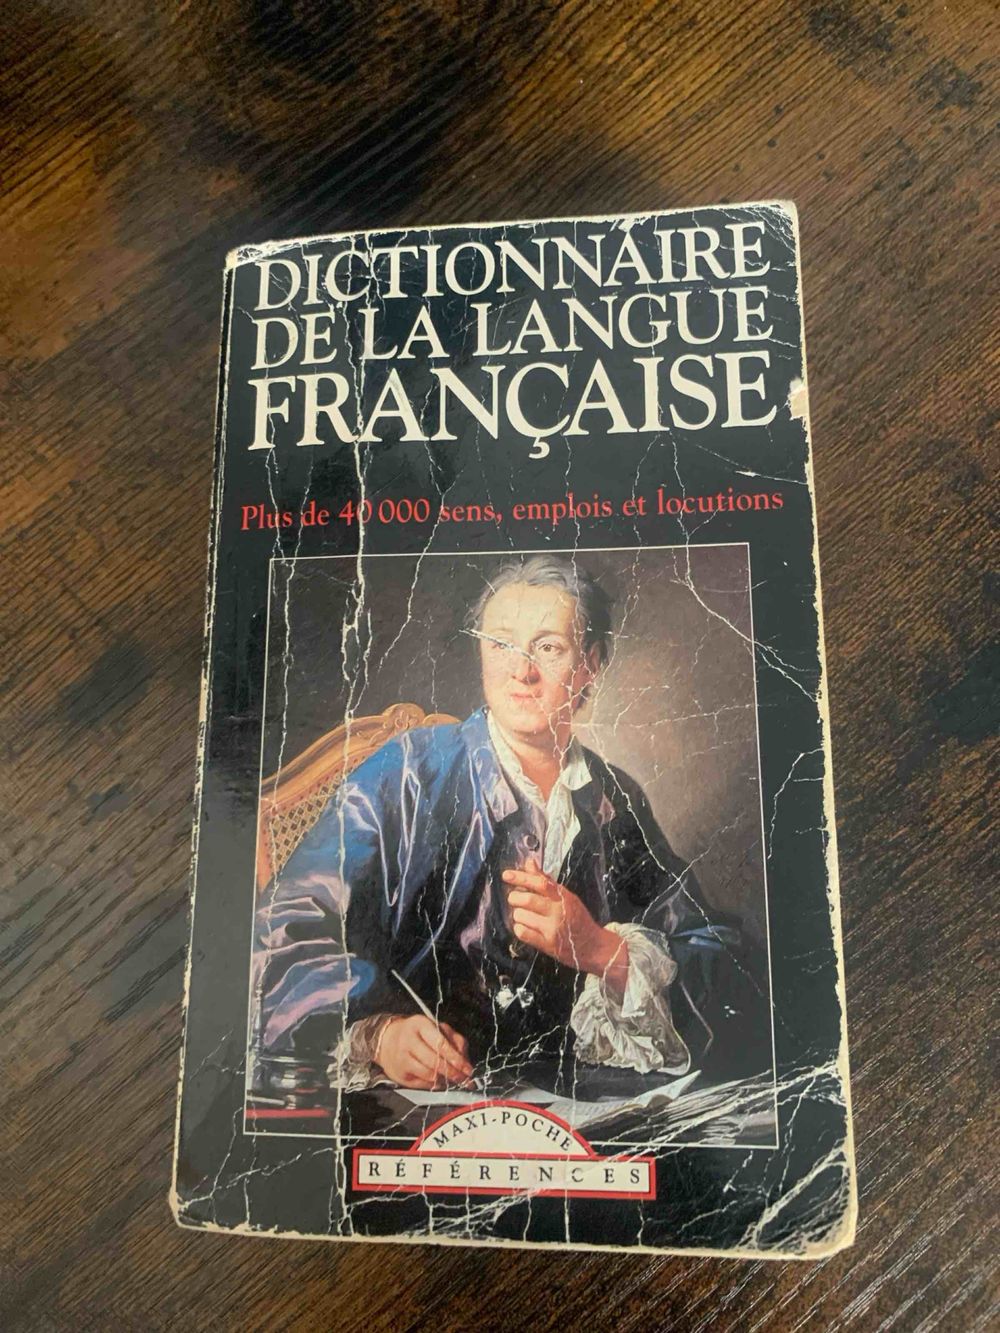 DICTIONNAIRE
DE LA LANGUE
FRANÇAISE
Plus de 40 000 sens, emplois et locutions
MAXI-POCHE
RÉFÉRENCES